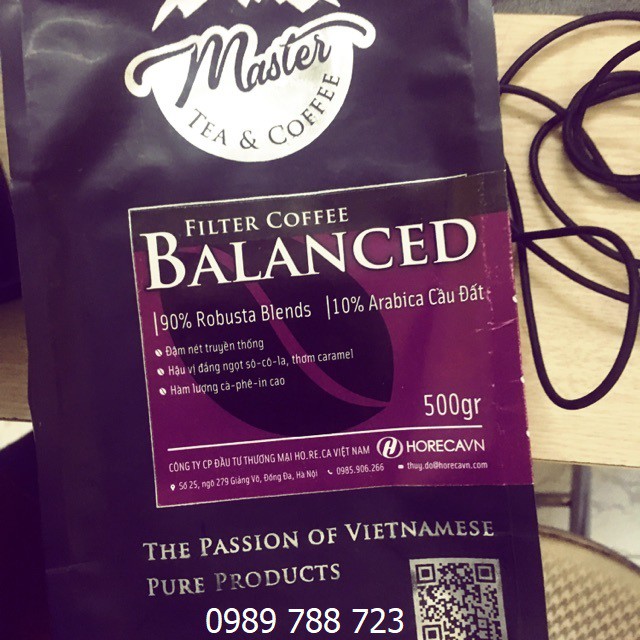 Master
TEA & COFFEE
FILTER COFFEE
BALANCED
|90% Robusta Blends |10% Arabica Cầu Đất
Đậm nét truyền thống
Hậu vị đắng ngọt sô-cô-la, thơm caramel
Hàm lượng cà-phê-in cao
500gr
CÔNG TY CP ĐẦU TƯ THƯƠNG MẠI HO.RE.CA VIỆT NAM HORECAVN
Số 25, ngõ 279 Giảng Võ, Đống Đa, Hà Nội 0985.906.266 thuy.do@horecavn.com
THE PASSION OF VIETNAMESE
PURE PRODUCTS
0989 788 723